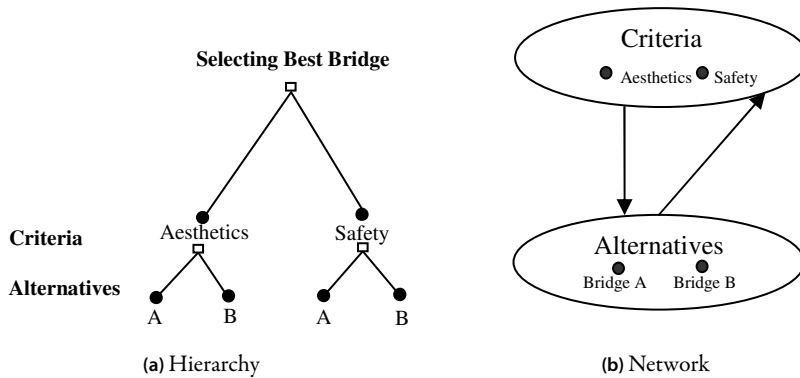 Selecting Best Bridge
Aesthetics
Safety
Criteria
Alternatives
A
B
A
B
(a) Hierarchy
Criteria
Aesthetics
Safety
Alternatives
Bridge A
Bridge B
(b) Network